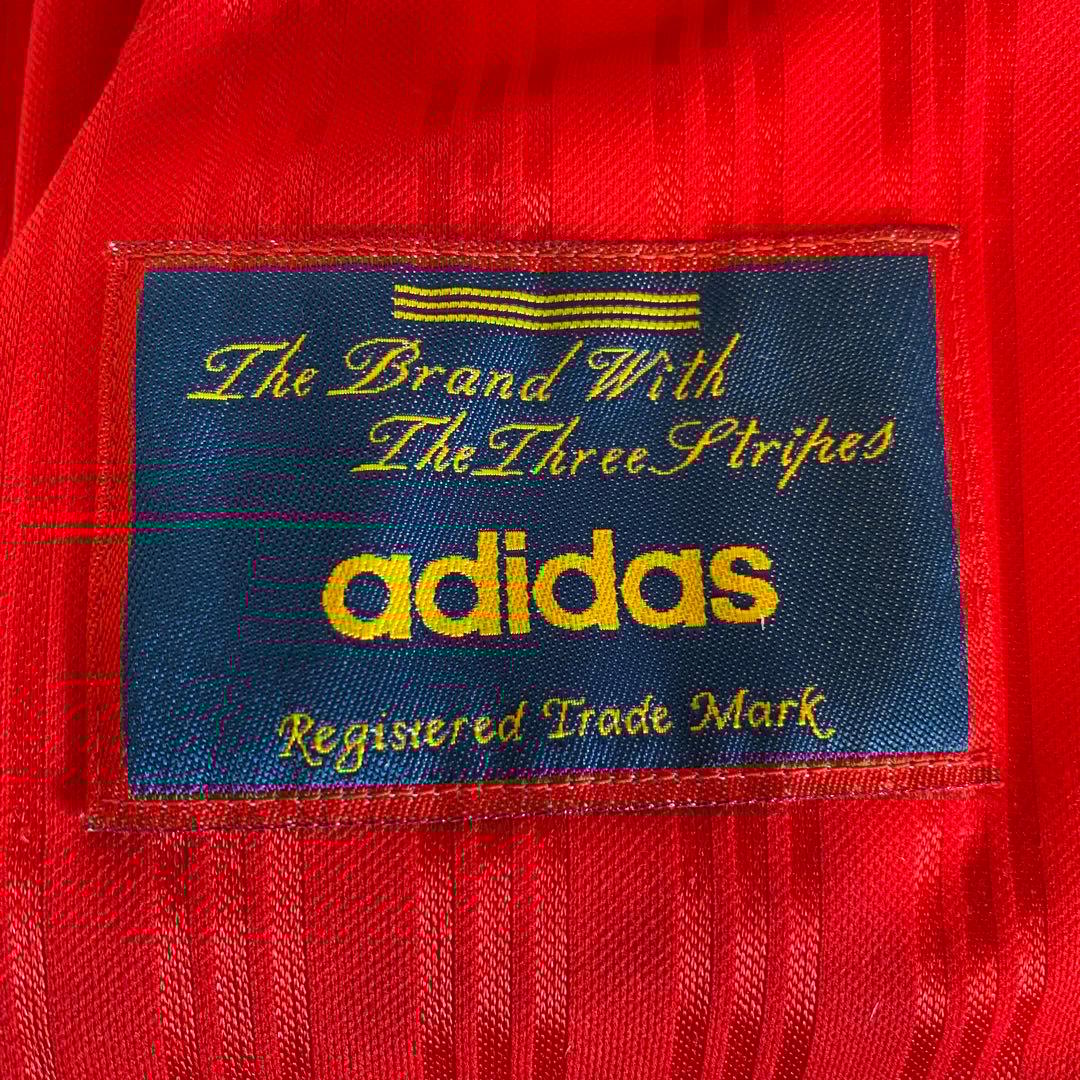 The Brand With
The Three Stripes
adidas
Registered Trade Mark